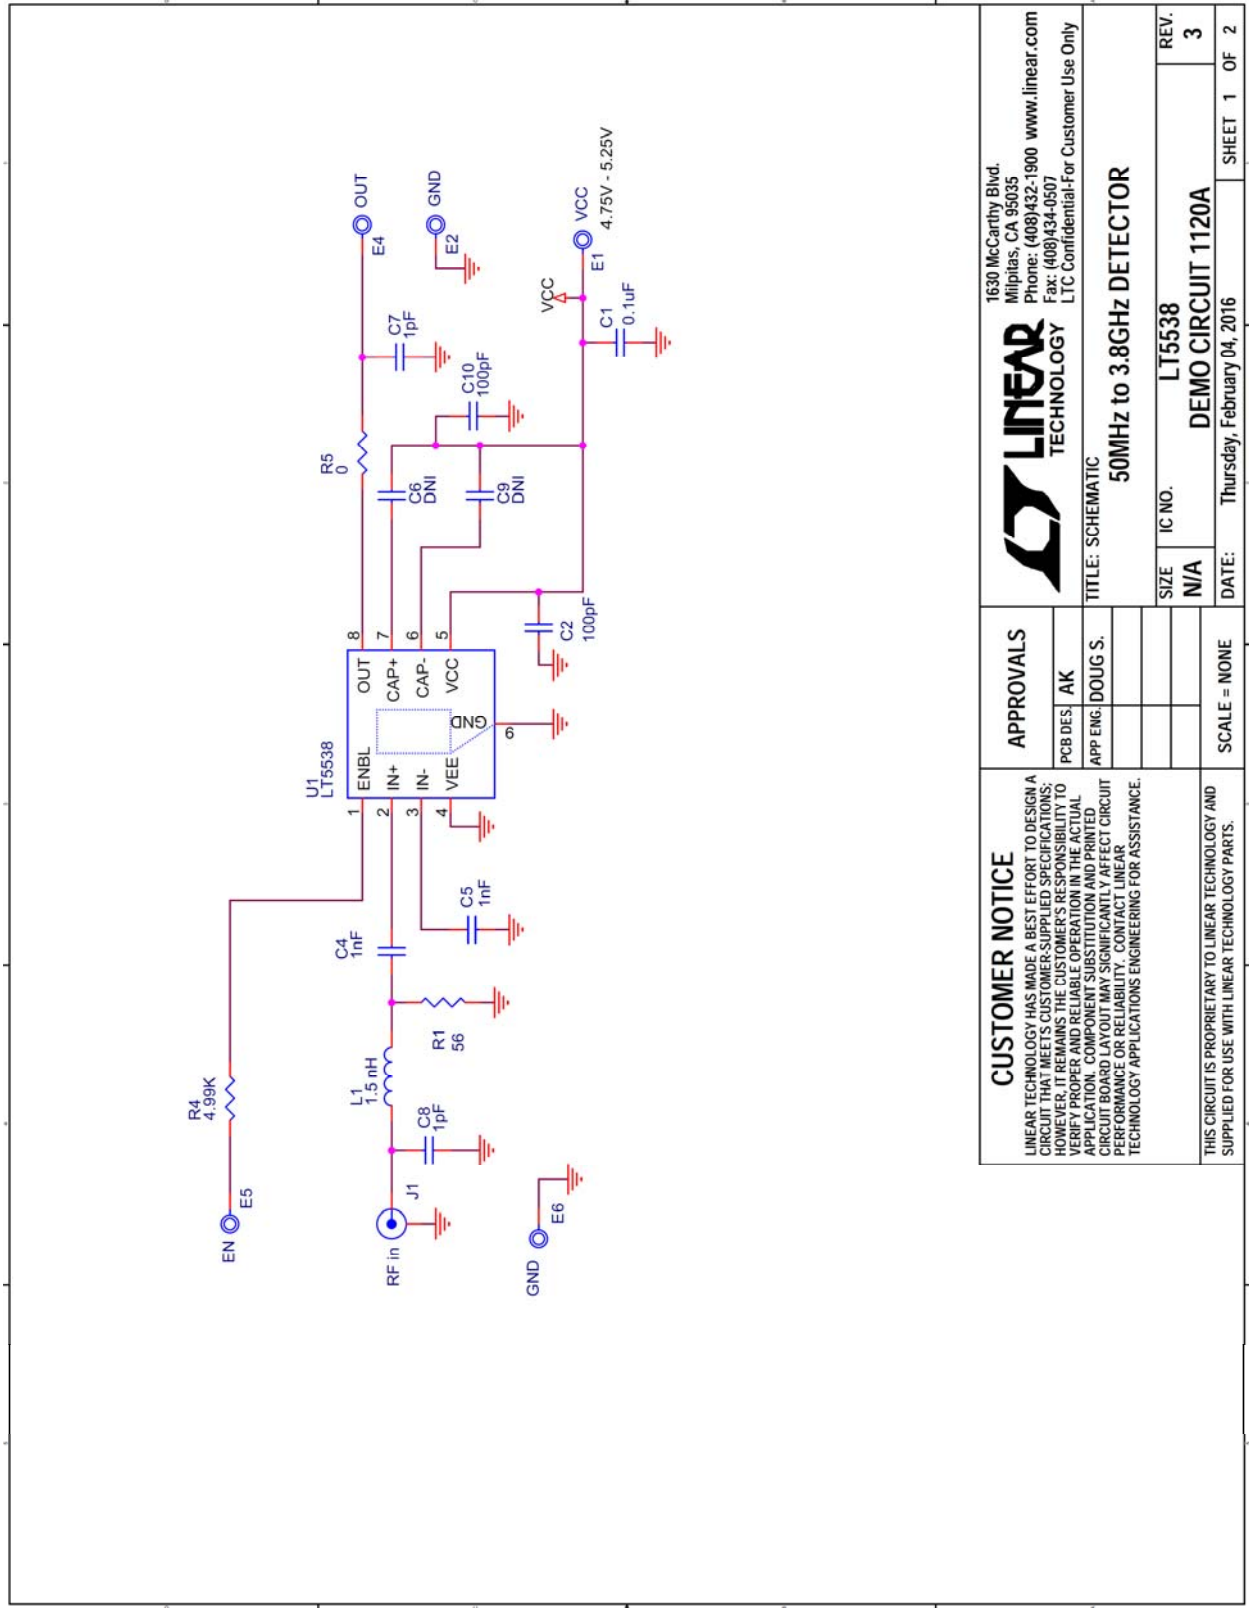 EN
E5
R4
4.99K
RF in
J1
C8
1pF
L1
1.5 nH
R1
56
C4
1nF
C5
1nF
GND
E6
U1
LT5538
1
2
3
4
ENBL
IN+
IN-
VEE
OUT
CAP+
CAP-
VCC
GND
8
7
6
5
9
R5
0
C6
DNI
C9
DNI
C2
100pF
C10
100pF
C7
1pF
OUT
E4
GND
E2
VCC
VCC
E1
4.75V - 5.25V
C1
0.1uF
CUSTOMER NOTICE
LINEAR TECHNOLOGY HAS MADE A BEST EFFORT TO DESIGN A
CIRCUIT THAT MEETS CUSTOMER-SUPPLIED SPECIFICATIONS;
HOWEVER, IT REMAINS THE CUSTOMER'S RESPONSIBILITY TO
VERIFY PROPER AND RELIABLE OPERATION IN THE ACTUAL
APPLICATION. COMPONENT SUBSTITUTION AND PRINTED
CIRCUIT BOARD LAYOUT MAY SIGNIFICANTLY AFFECT CIRCUIT
PERFORMANCE OR RELIABILITY. CONTACT LINEAR
TECHNOLOGY APPLICATIONS ENGINEERING FOR ASSISTANCE.
THIS CIRCUIT IS PROPRIETARY TO LINEAR TECHNOLOGY AND
SUPPLIED FOR USE WITH LINEAR TECHNOLOGY PARTS.
APPROVALS
PCB DES. AK
APP ENG. DOUG S.
SCALE = NONE
LINEAR
TECHNOLOGY
1630 McCarthy Blvd.
Milpitas, CA 95035
Phone: (408)432-1900 www.linear.com
Fax: (408)434-0507
LTC Confidential-For Customer Use Only
TITLE: SCHEMATIC
50MHz to 3.8GHz DETECTOR
SIZE
N/A
IC NO.
LT5538
DEMO CIRCUIT 1120A
REV.
3
DATE: Thursday, February 04, 2016
SHEET 1 OF 2